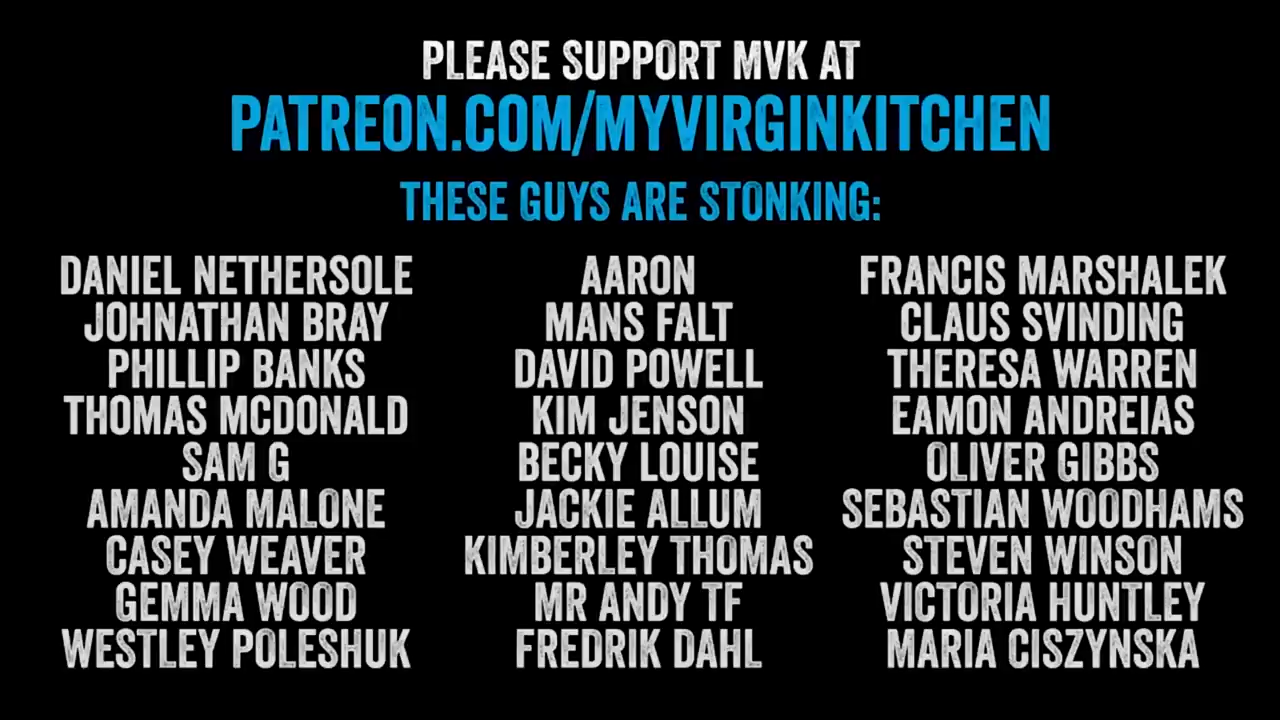 PLEASE SUPPORT MVK AT
PATREON.COM/MYVIRGINKITCHEN
THESE GUYS ARE STONKING:
DANIEL NETHERSOLE
JOHNATHAN BRAY
PHILLIP BANKS
THOMAS MCDONALD
SAM G
AMANDA MALONE
CASEY WEAVER
GEMMA WOOD
WESTLEY POLESHUK
AARON
MANS FALT
DAVID POWELL
KIM JENSON
BECKY LOUISE
JACKIE ALLUM
KIMBERLEY THOMAS
MR ANDY TF
FREDRIK DAHL
FRANCIS MARSHALEK
CLAUS SVINDING
THERESA WARREN
EAMON ANDREIAS
OLIVER GIBBS
SEBASTIAN WOODHAMS
STEVEN WINSON
VICTORIA HUNTLEY
MARIA CISZYNSKA